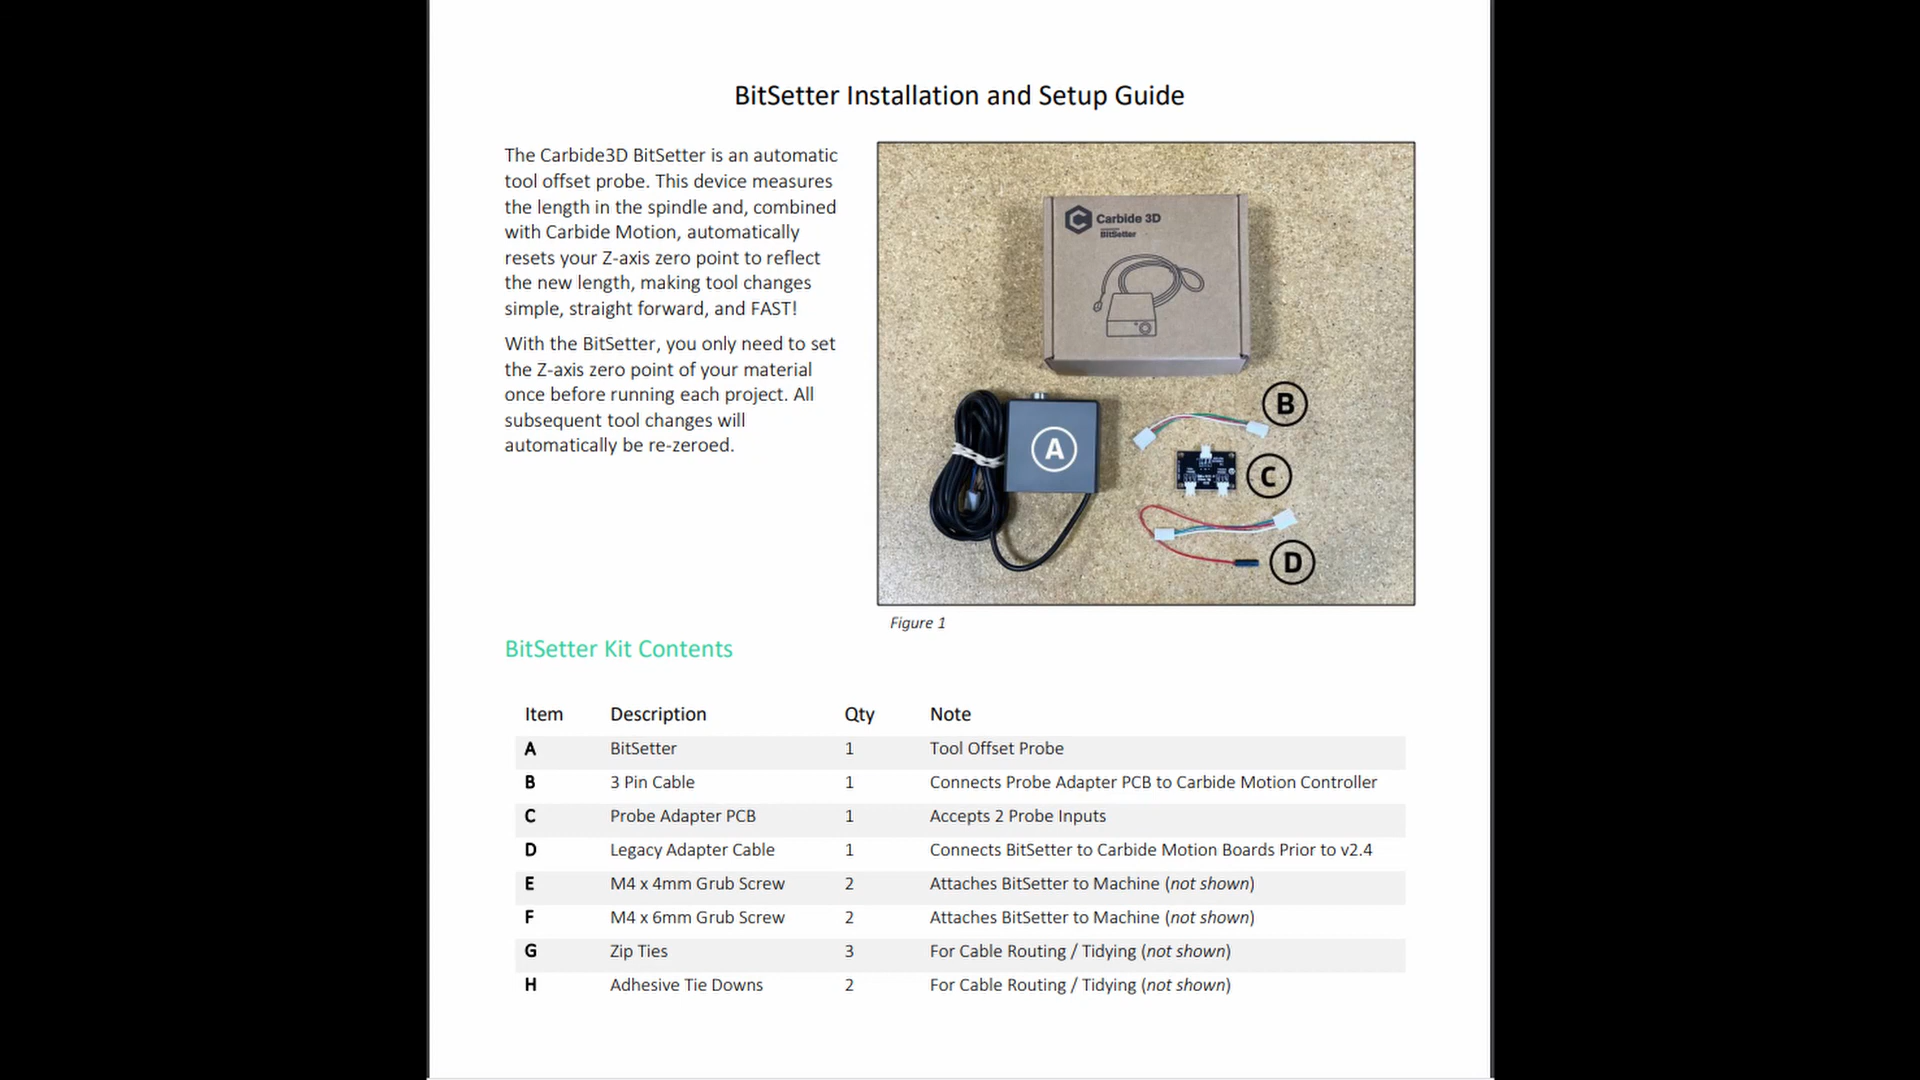 BitSetter Installation and Setup Guide
The Carbide3D BitSetter is an automatic
tool offset probe. This device measures
the length in the spindle and, combined
with Carbide Motion, automatically
resets your Z-axis zero point to reflect
the new length, making tool changes
simple, straight forward, and FAST!
With the BitSetter, you only need to set
the Z-axis zero point of your material
once before running each project. All
subsequent tool changes will
automatically be re-zeroed.
Carbide 3D
BitSetter
A
B
C
D
Figure 1
BitSetter Kit Contents
Item Description Qty Note
A BitSetter 1 Tool Offset Probe
B 3 Pin Cable 1 Connects Probe Adapter PCB to Carbide Motion Controller
C Probe Adapter PCB 1 Accepts 2 Probe Inputs
D Legacy Adapter Cable 1 Connects BitSetter to Carbide Motion Boards Prior to v2.4
E M4 x 4mm Grub Screw 2 Attaches BitSetter to Machine (not shown)
F M4 x 6mm Grub Screw 2 Attaches BitSetter to Machine (not shown)
G Zip Ties 3 For Cable Routing / Tidying (not shown)
H Adhesive Tie Downs 2 For Cable Routing / Tidying (not shown)